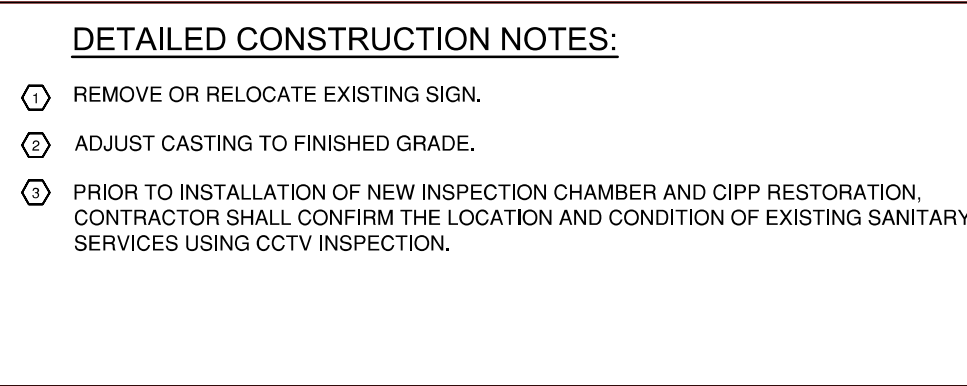 DETAILED CONSTRUCTION NOTES:
1 REMOVE OR RELOCATE EXISTING SIGN.
2 ADJUST CASTING TO FINISHED GRADE.
3 PRIOR TO INSTALLATION OF NEW INSPECTION CHAMBER AND CIPP RESTORATION,
CONTRACTOR SHALL CONFIRM THE LOCATION AND CONDITION OF EXISTING SANITARY
SERVICES USING CCTV INSPECTION.